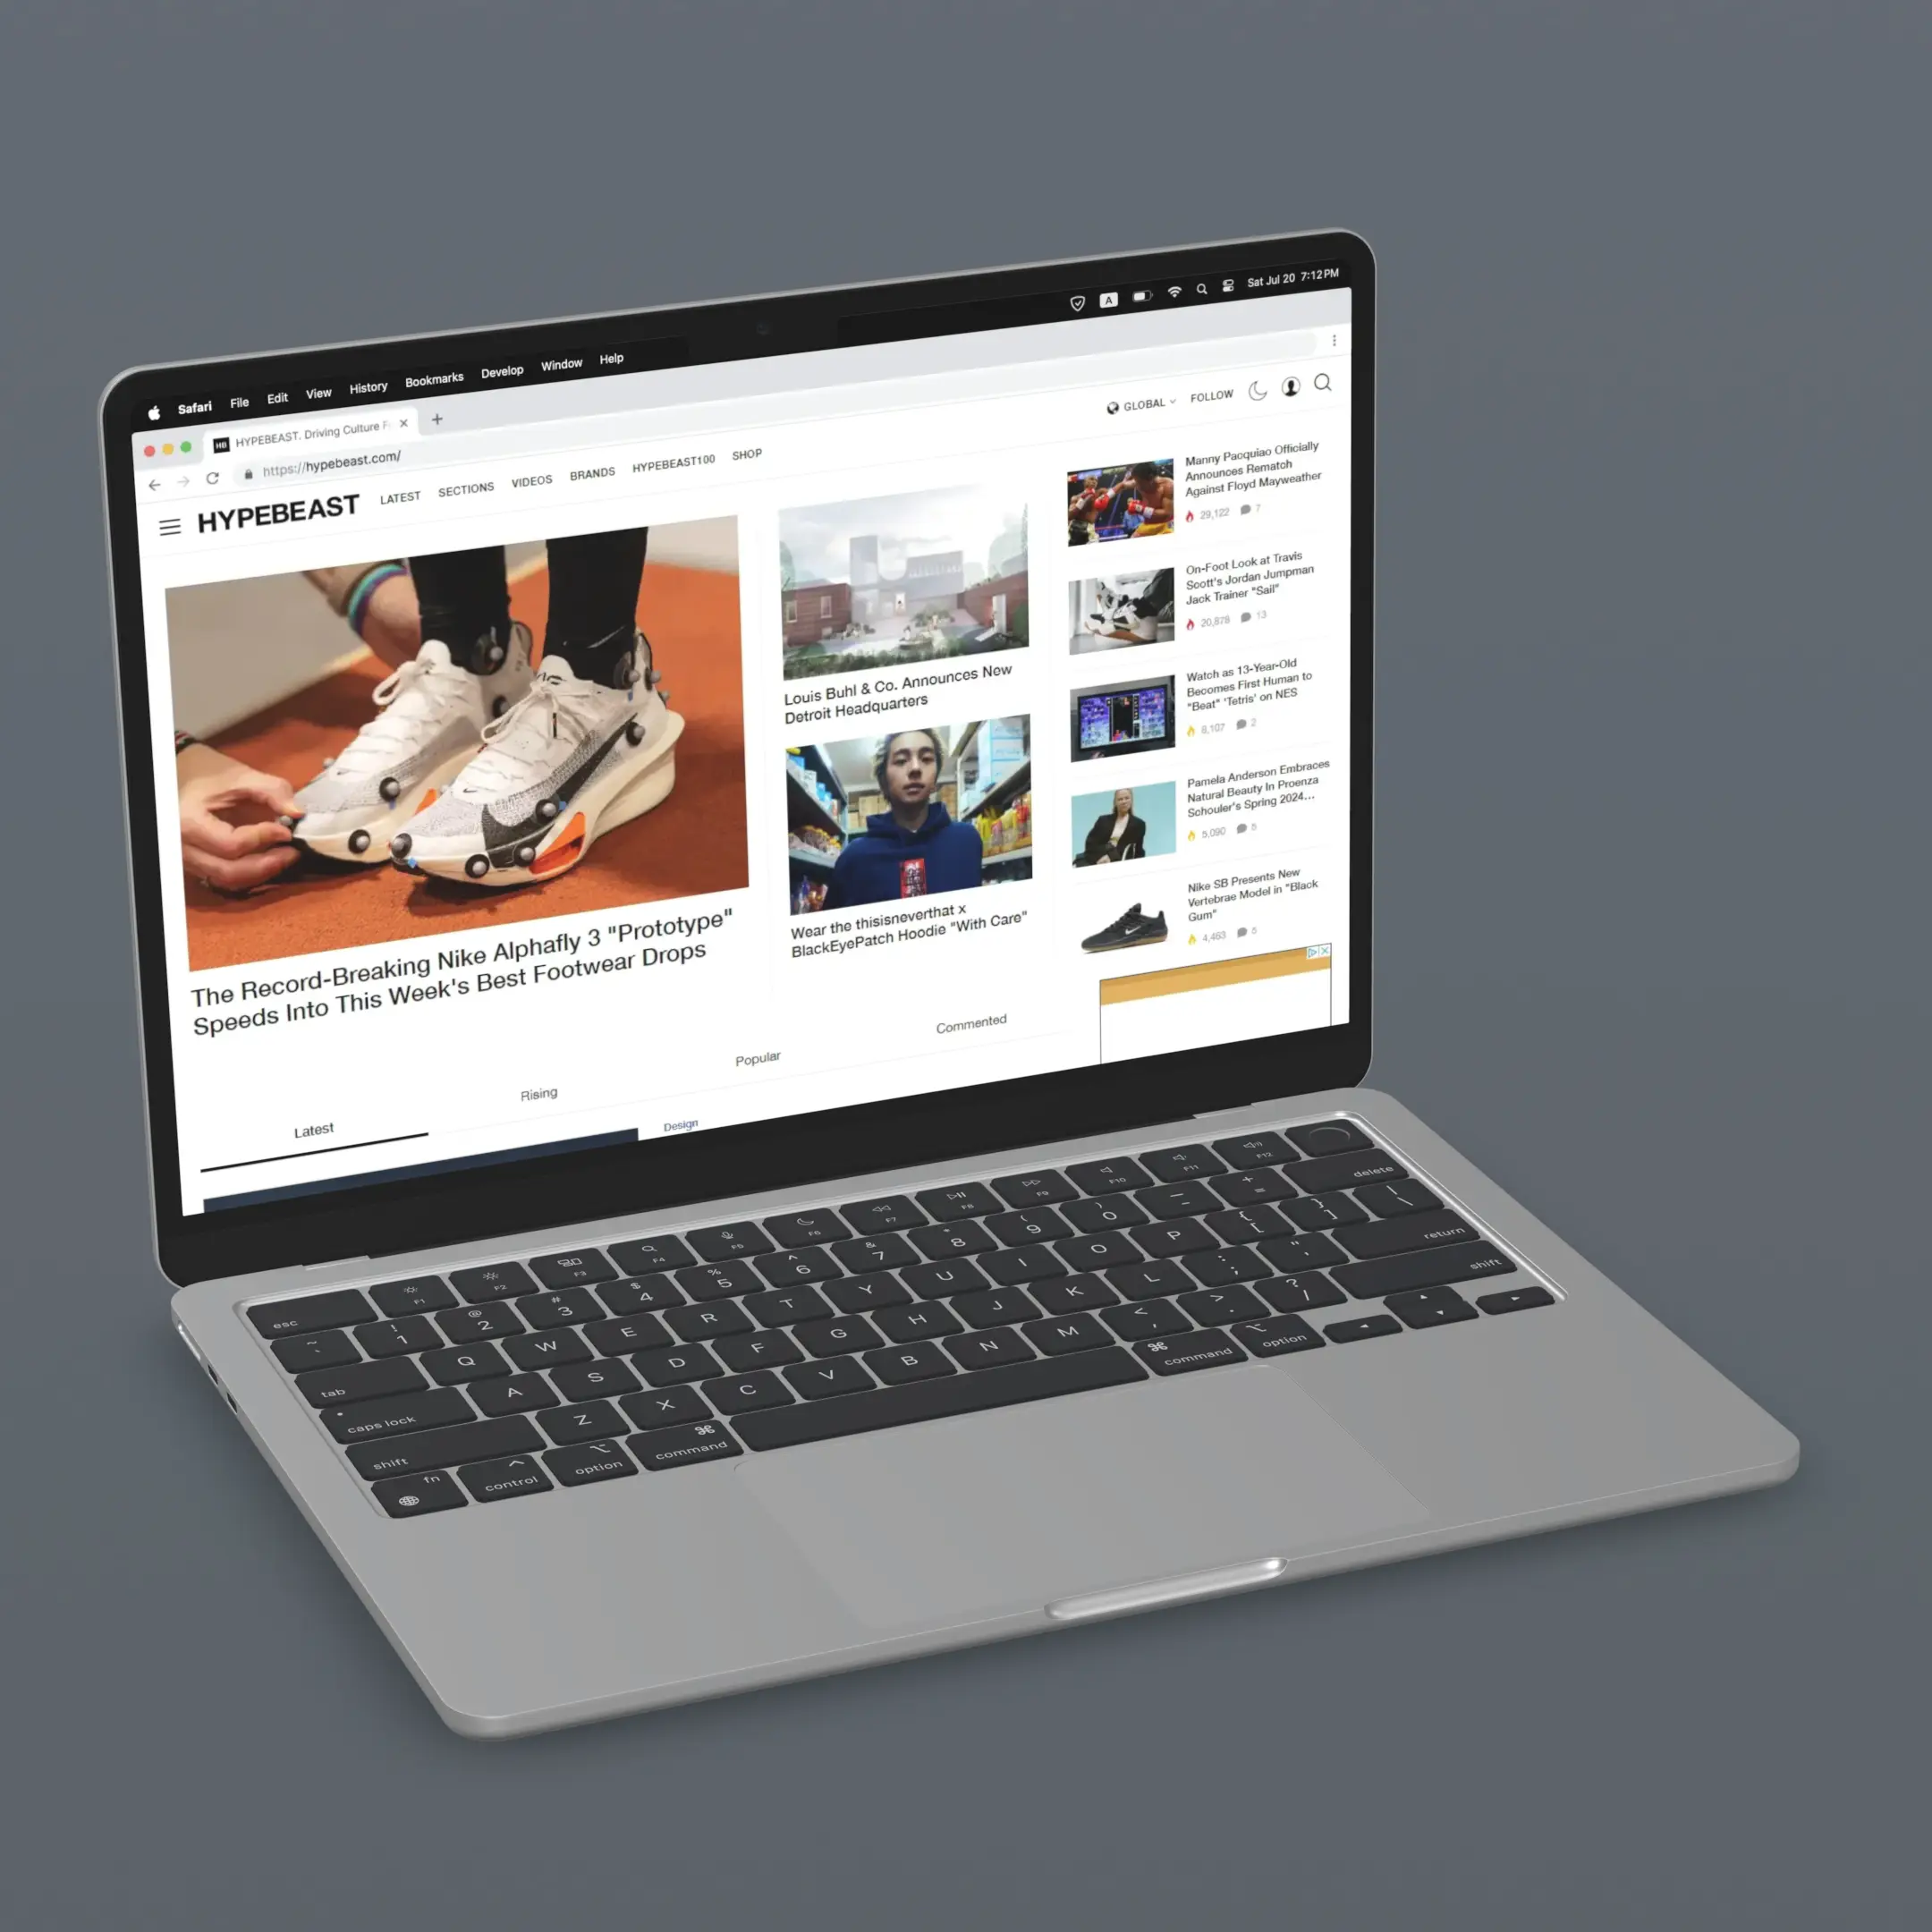 Safari File Edit View History Bookmarks Develop Window Help
A Sat Jul 20 7:12PM
HB HYPEBEAST. Driving Culture F
https://hypebeast.com/
HYPEBEAST LATEST SECTIONS VIDEOS BRANDS HYPEBEAST100 SHOP
GLOBAL FOLLOW
The Record-Breaking Nike Alphafly 3 "Prototype"
Speeds Into This Week's Best Footwear Drops
Louis Buhl & Co. Announces New
Detroit Headquarters
Wear the thisisneverthat x
BlackEyePatch Hoodie "With Care"
Manny Pacquiao Officially
Announces Rematch
Against Floyd Mayweather
29,122 7
On-Foot Look at Travis
Scott's Jordan Jumpman
Jack Trainer "Sail"
20,878 13
Watch as 13-Year-Old
Becomes First Human to
"Beat" 'Tetris' on NES
8,107 2
Pamela Anderson Embraces
Natural Beauty In Proenza
Schouler's Spring 2024...
5,090 5
Nike SB Presents New
Vertebrae Model in "Black
Gum"
4,463 5
Latest Rising Popular Commented
Design
esc F1 F2 F3 F4 F5 F6 F7 F8 F9 F10 F11 F12
~ ` ! 1 @ 2 # 3 $ 4 % 5 ^ 6 & 7 * 8 ( 9 ) 0 _ - + = delete
tab Q W E R T Y U I O P { [ } ] | \
caps lock A S D F G H J K L : ; " ' return
shift Z X C V B N M < , > . ? / shift
fn control option ⌘ command ⌘ command option